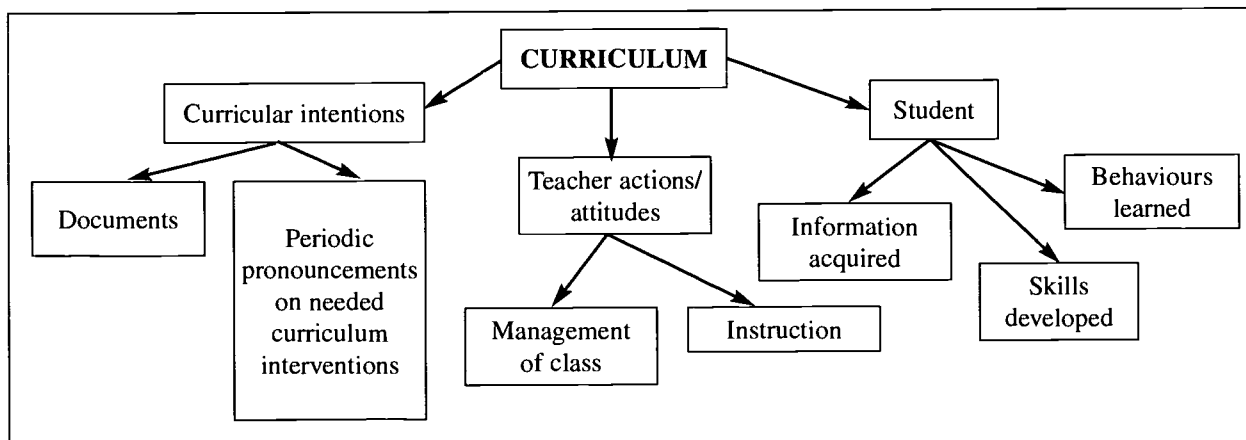 CURRICULUM
Curricular intentions
Student
Documents
Periodic
pronouncements
on needed
curriculum
interventions
Teacher actions/
attitudes
Management
of class
Instruction
Information
acquired
Skills
developed
Behaviours
learned